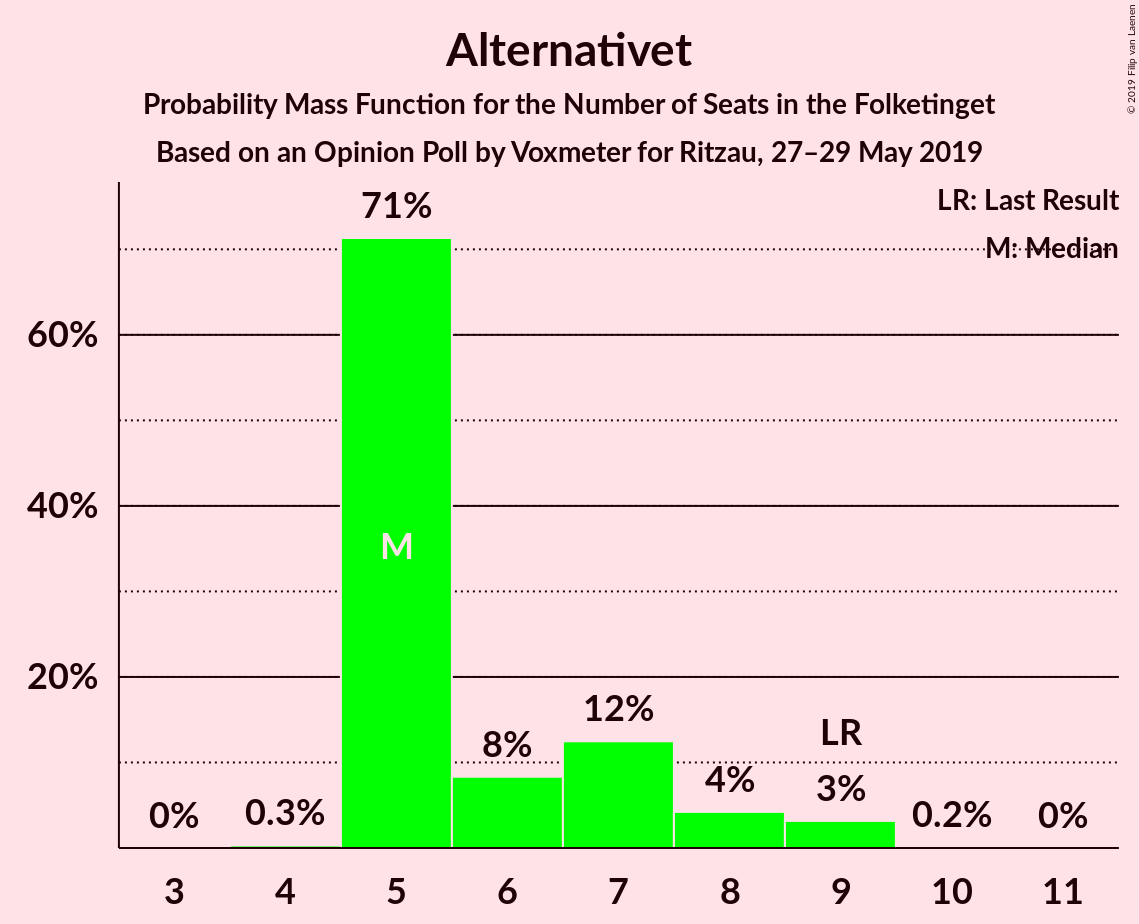 Alternativet
Probability Mass Function for the Number of Seats in the Folketinget
Based on an Opinion Poll by Voxmeter for Ritzau, 27–29 May 2019
© 2019 Filip van Laenen
LR: Last Result
M: Median
71%
60%
40%
M
20%
12%
8%
LR
4%
3%
0%
0.3%
0.2%
0%
3 4 5 6 7 8 9 10 11